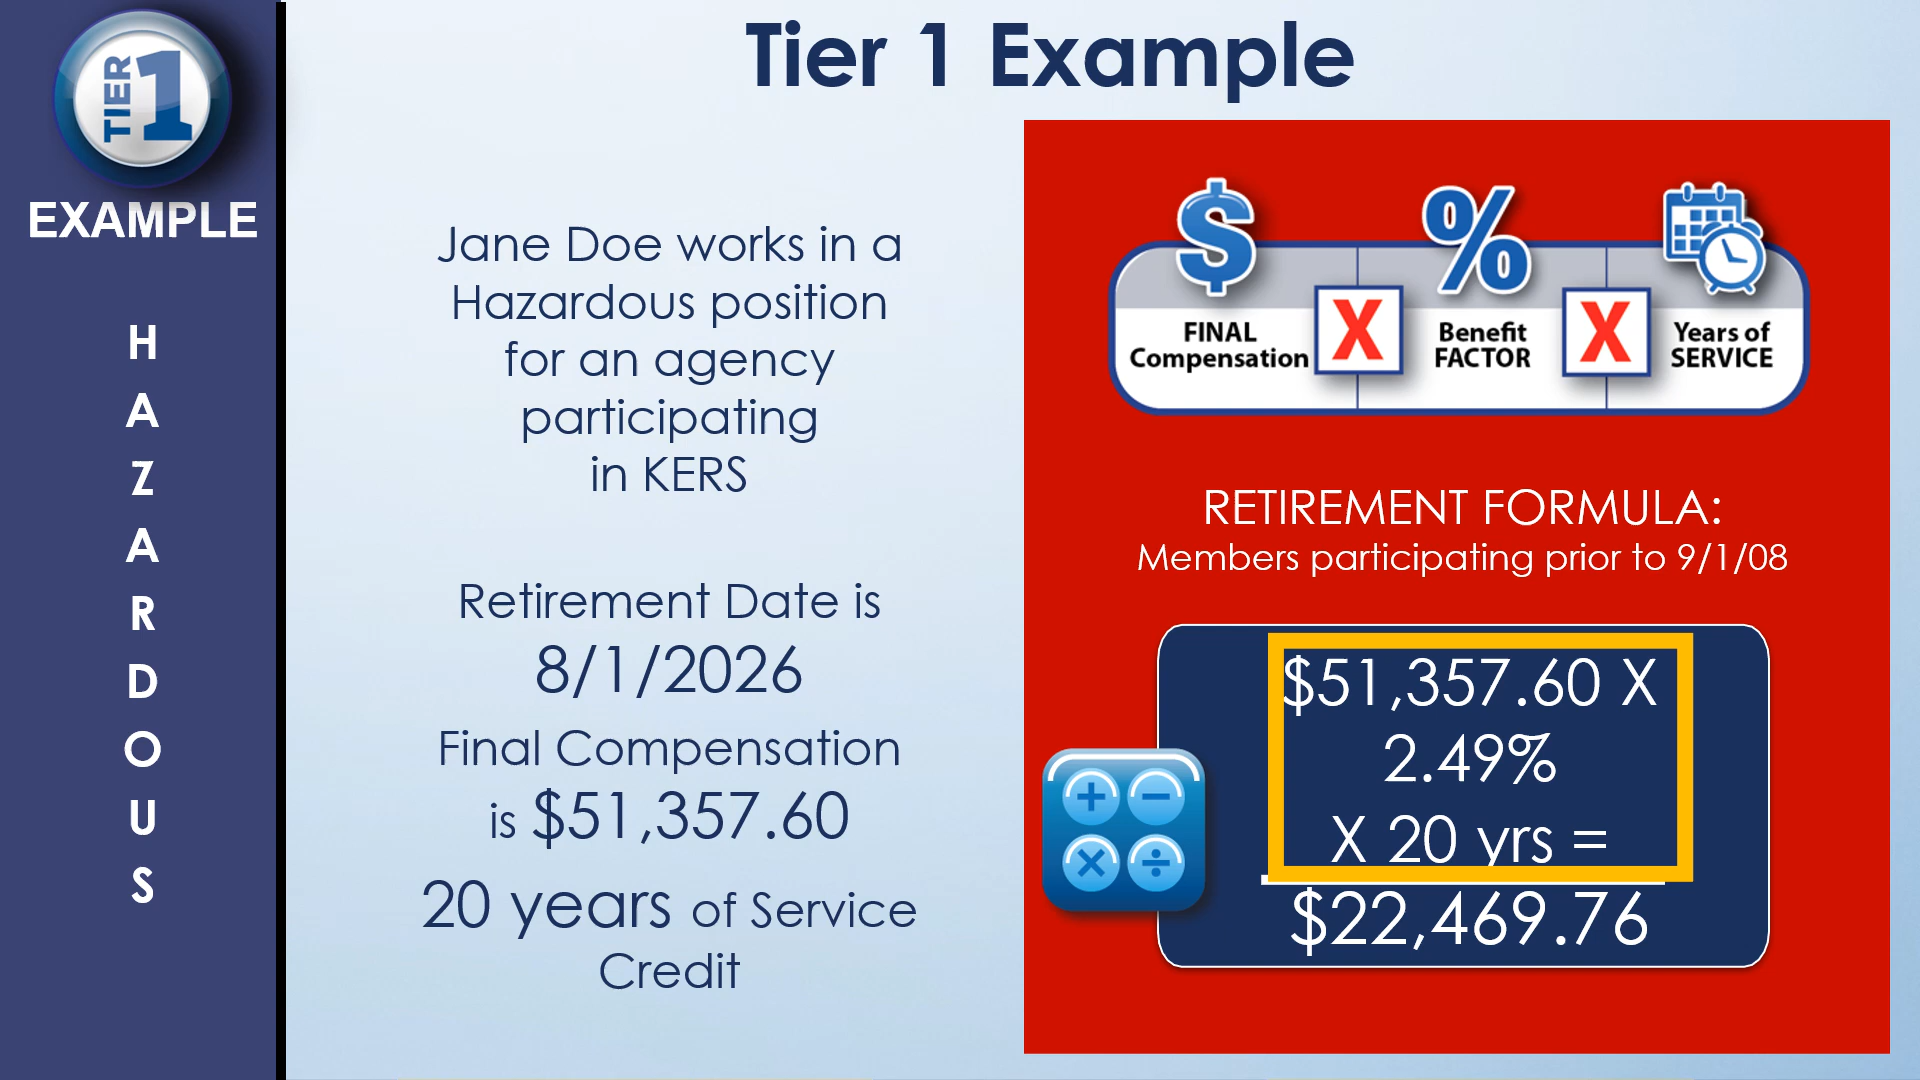 TIER 1
EXAMPLE
H
A
Z
A
R
D
O
U
S
Tier 1 Example
Jane Doe works in a
Hazardous position
for an agency
participating
in KERS
Retirement Date is
8/1/2026
Final Compensation
is $51,357.60
20 years of Service
Credit
$ % 
FINAL Compensation X Benefit FACTOR X Years of SERVICE
RETIREMENT FORMULA:
Members participating prior to 9/1/08
$51,357.60 X
2.49%
X 20 yrs =
$22,469.76
+ −
× ÷